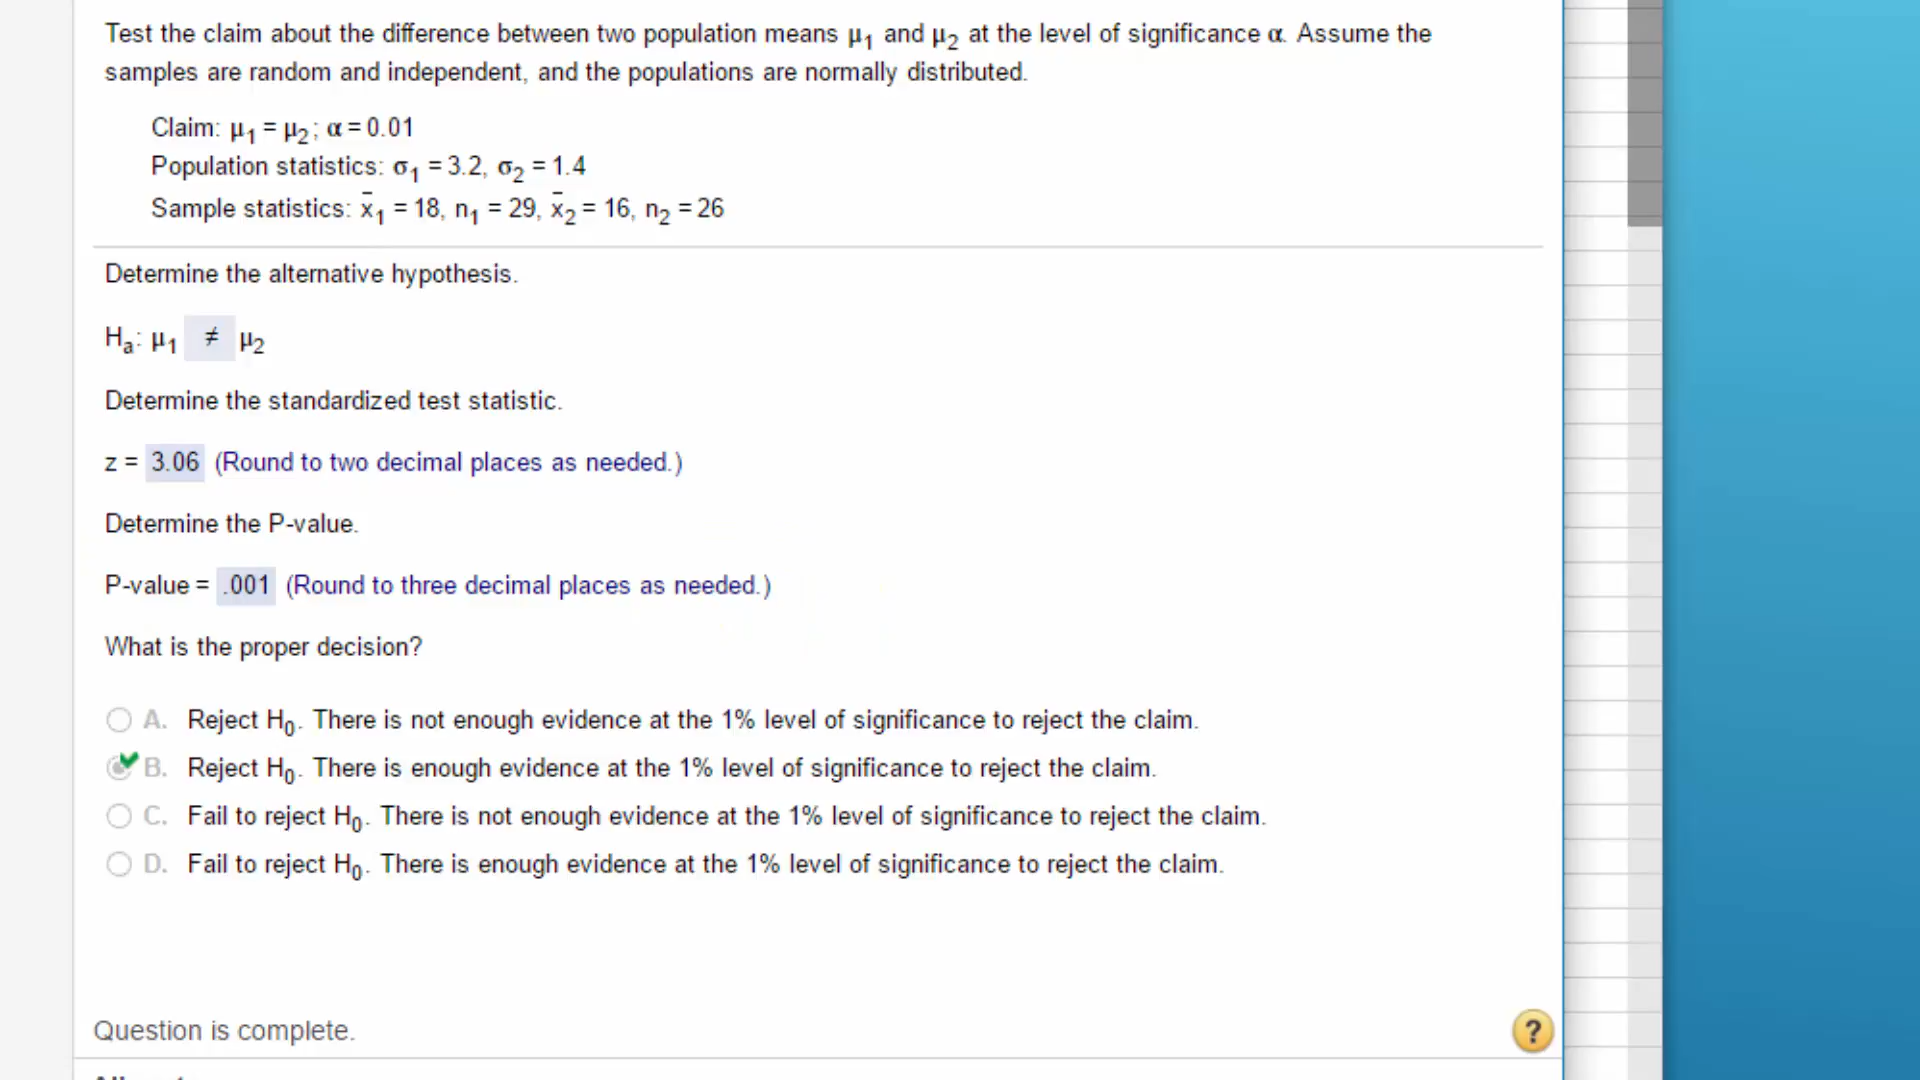 Test the claim about the difference between two population means μ1 and μ2 at the level of significance α. Assume the
samples are random and independent, and the populations are normally distributed.
Claim: μ1 = μ2; α = 0.01
Population statistics: σ1 = 3.2, σ2 = 1.4
Sample statistics: x̄1 = 18, n1 = 29, x̄2 = 16, n2 = 26
Determine the alternative hypothesis.
Ha: μ1 ≠ μ2
Determine the standardized test statistic.
z = 3.06 (Round to two decimal places as needed.)
Determine the P-value.
P-value = .001 (Round to three decimal places as needed.)
What is the proper decision?
A. Reject H0. There is not enough evidence at the 1% level of significance to reject the claim.
B. Reject H0. There is enough evidence at the 1% level of significance to reject the claim.
C. Fail to reject H0. There is not enough evidence at the 1% level of significance to reject the claim.
D. Fail to reject H0. There is enough evidence at the 1% level of significance to reject the claim.
Question is complete.
?